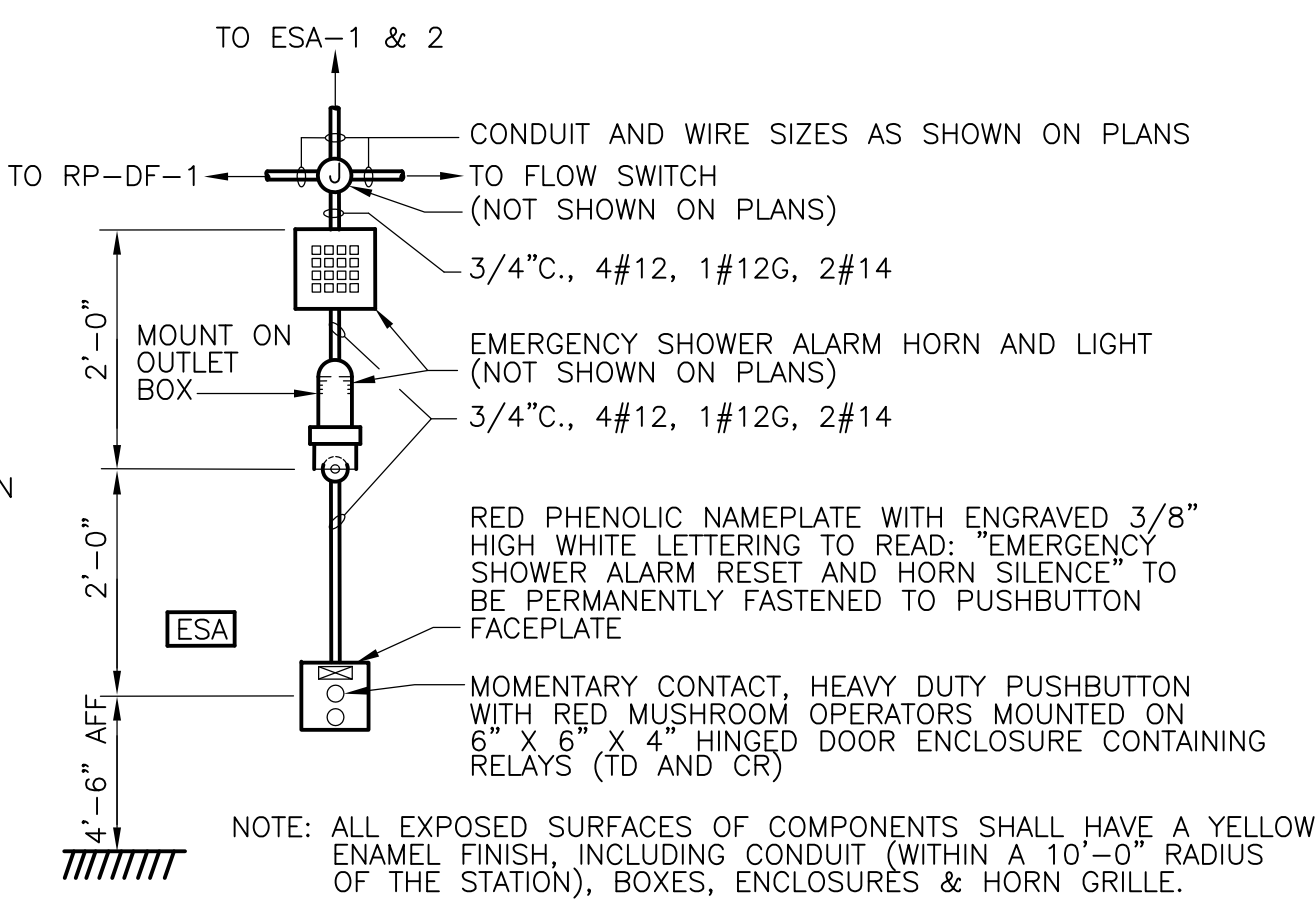 TO ESA-1 & 2
CONDUIT AND WIRE SIZES AS SHOWN ON PLANS
TO RP-DF-1
J
TO FLOW SWITCH
(NOT SHOWN ON PLANS)
3/4"C., 4#12, 1#12G, 2#14
2'-0"
MOUNT ON
OUTLET
BOX
EMERGENCY SHOWER ALARM HORN AND LIGHT
(NOT SHOWN ON PLANS)
3/4"C., 4#12, 1#12G, 2#14
N
2'-0"
ESA
RED PHENOLIC NAMEPLATE WITH ENGRAVED 3/8"
HIGH WHITE LETTERING TO READ: "EMERGENCY
SHOWER ALARM RESET AND HORN SILENCE" TO
BE PERMANENTLY FASTENED TO PUSHBUTTON
FACEPLATE
4'-6" AFF
MOMENTARY CONTACT, HEAVY DUTY PUSHBUTTON
WITH RED MUSHROOM OPERATORS MOUNTED ON
6" X 6" X 4" HINGED DOOR ENCLOSURE CONTAINING
RELAYS (TD AND CR)
NOTE: ALL EXPOSED SURFACES OF COMPONENTS SHALL HAVE A YELLOW
ENAMEL FINISH, INCLUDING CONDUIT (WITHIN A 10'-0" RADIUS
OF THE STATION), BOXES, ENCLOSURES & HORN GRILLE.